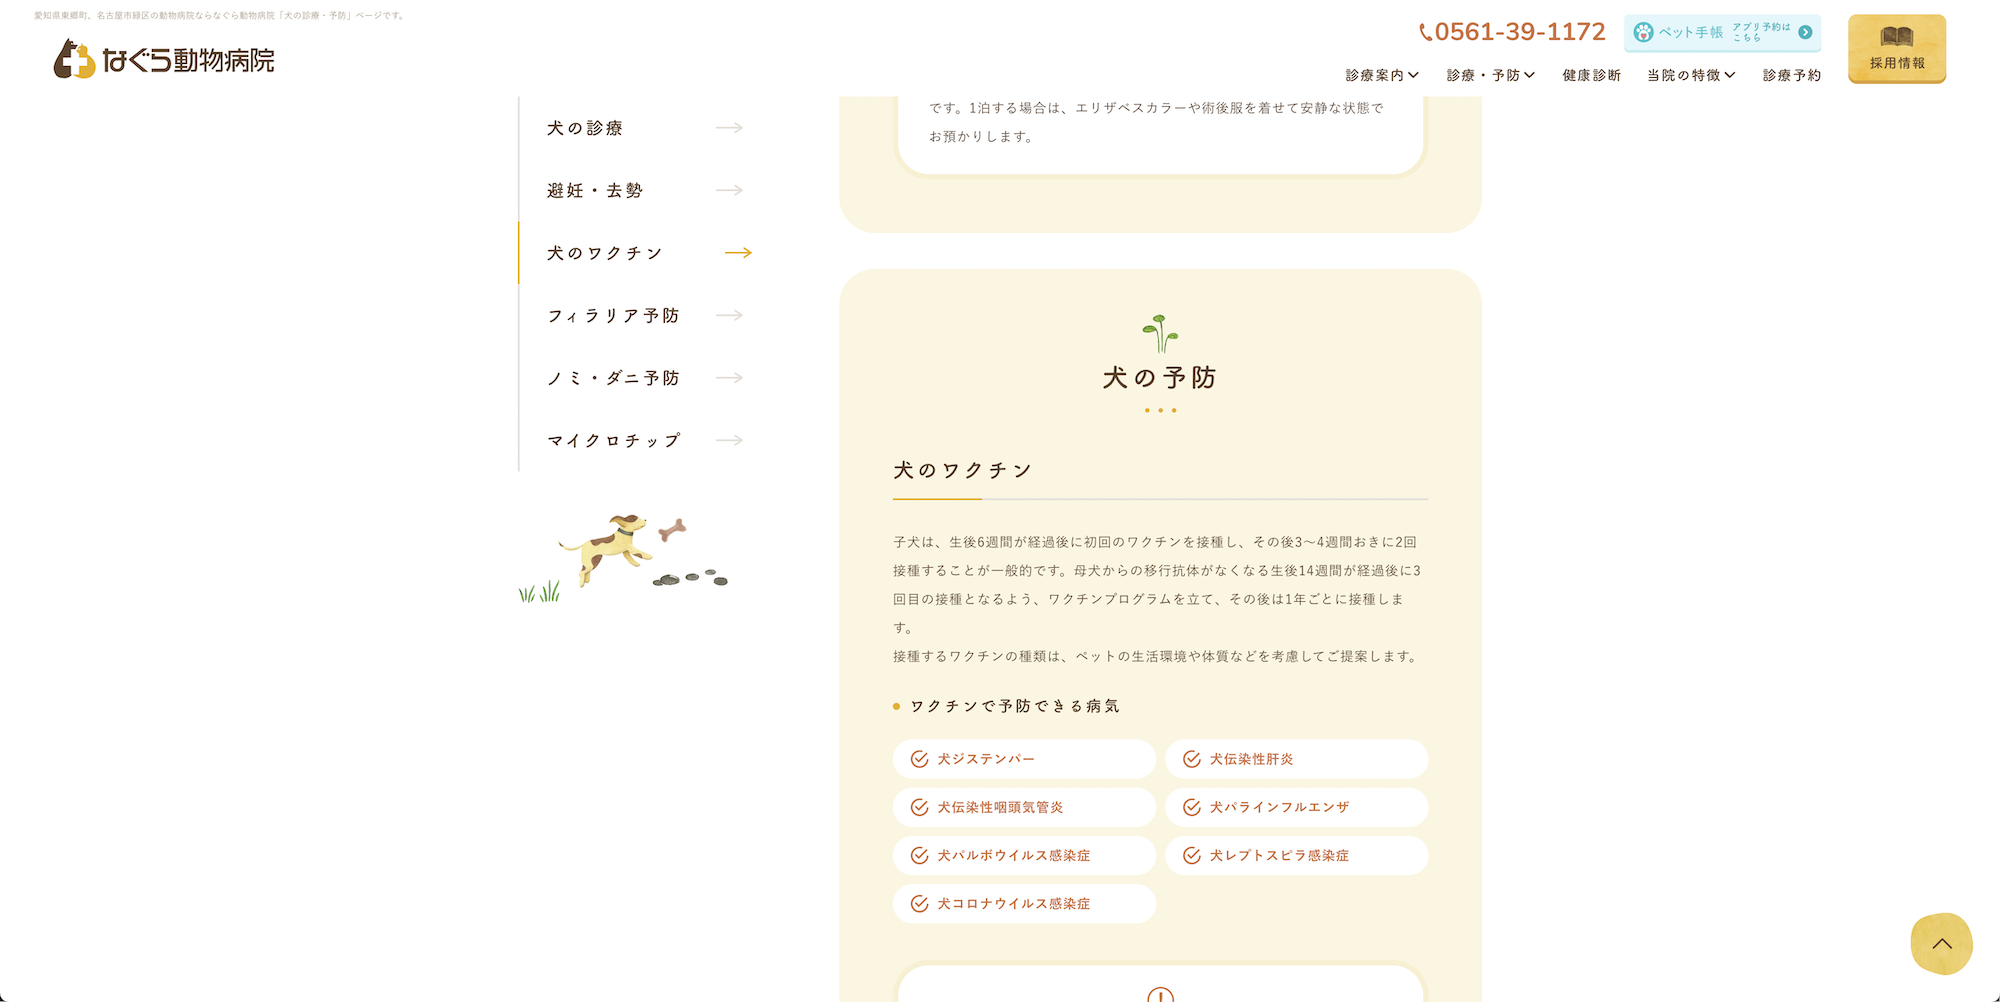 愛知県東郷町、名古屋市緑区の動物病院ならなぐら動物病院「犬の診療・予防」ページです。
なぐら動物病院
0561-39-1172
ペット手帳
アプリ予約は
こちら
採用情報
診療案内
診療・予防
健康診断
当院の特徴
診療予約
犬の診療
避妊・去勢
犬のワクチン
フィラリア予防
ノミ・ダニ予防
マイクロチップ
です。1泊する場合は、エリザベスカラーや術後服を着せて安静な状態で
お預かりします。
犬の予防
犬のワクチン
子犬は、生後6週間が経過後に初回のワクチンを接種し、その後3〜4週間おきに2回
接種することが一般的です。母犬からの移行抗体がなくなる生後14週間が経過後に3
回目の接種となるよう、ワクチンプログラムを立て、その後は1年ごとに接種しま
す。
接種するワクチンの種類は、ペットの生活環境や体質などを考慮してご提案します。
ワクチンで予防できる病気
犬ジステンパー
犬伝染性肝炎
犬伝染性咽頭気管炎
犬パラインフルエンザ
犬パルボウイルス感染症
犬レプトスピラ感染症
犬コロナウイルス感染症